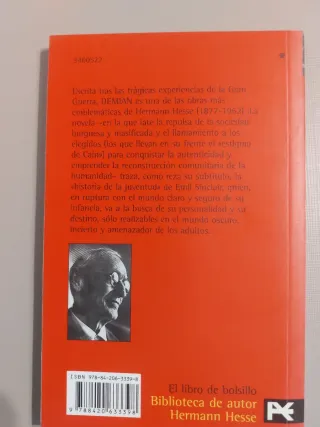 3460527
Escrita tras las trágicas experiencias de la Gran
Guerra, DEMIAN es una de las obras más
emblemáticas de Hermann Hesse (1877-1962). La
novela –en la que late la repulsa de la sociedad
burguesa y masificada y el llamamiento a los
elegidos (los que llevan en su frente el «estigma de
Caín») para conquistar la autenticidad y
emprender la reconstrucción comunitaria de la
humanidad– traza, como reza su subtítulo, la
«historia de la juventud» de Emil Sinclair, quien,
en ruptura con el mundo claro y seguro de su
infancia, va a la busca de su personalidad y su
destino, sólo realizables en el mundo oscuro,
incierto y amenazador de los adultos.
ISBN 978-84-206-3339-8
9 788420 633398
El libro de bolsillo
Biblioteca de autor
Hermann Hesse